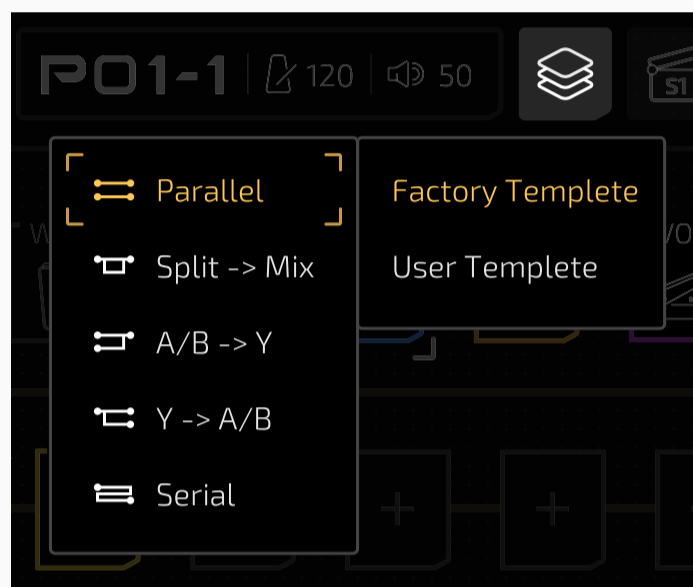 P01-1 120 50
S1
Parallel
Split -> Mix
A/B -> Y
Y -> A/B
Serial
Factory Templete
User Templete